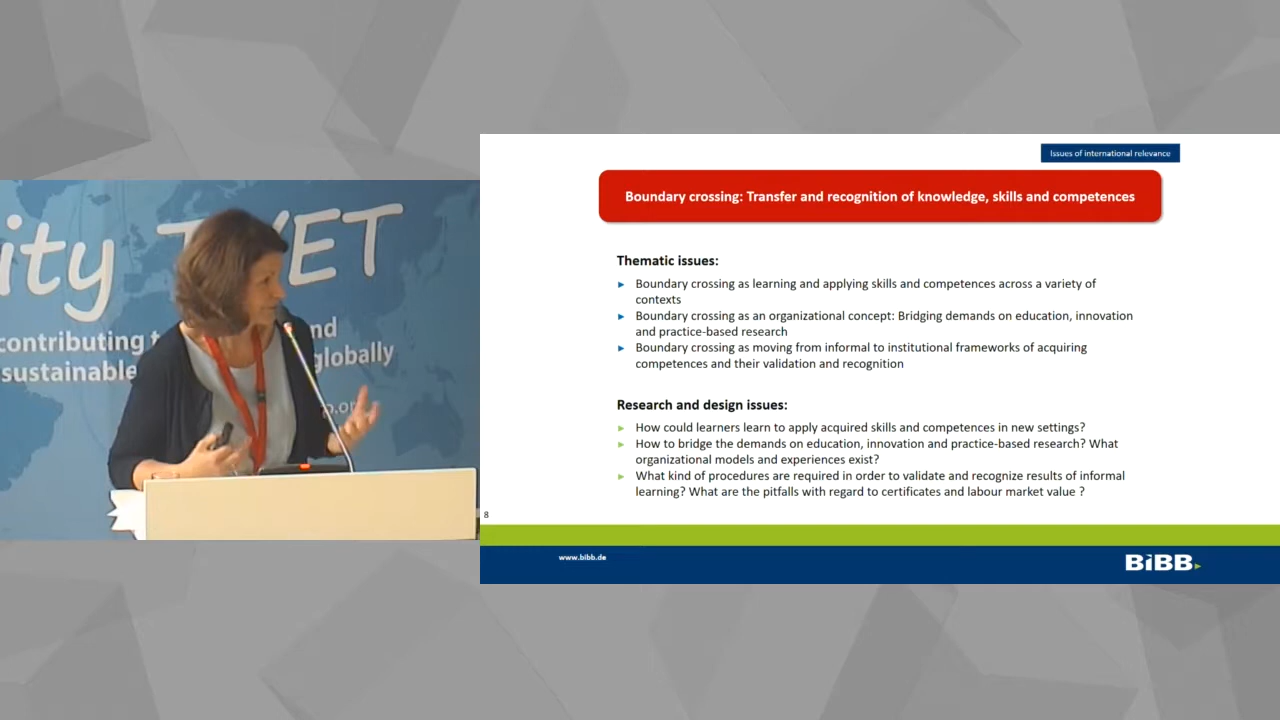 ity TVET
contributing t
nd
sustainable
globally
p.or
Issues of international relevance
Boundary crossing: Transfer and recognition of knowledge, skills and competences
Thematic issues:
► Boundary crossing as learning and applying skills and competences across a variety of
contexts
► Boundary crossing as an organizational concept: Bridging demands on education, innovation
and practice-based research
► Boundary crossing as moving from informal to institutional frameworks of acquiring
competences and their validation and recognition
Research and design issues:
► How could learners learn to apply acquired skills and competences in new settings?
► How to bridge the demands on education, innovation and practice-based research? What
organizational models and experiences exist?
► What kind of procedures are required in order to validate and recognize results of informal
learning? What are the pitfalls with regard to certificates and labour market value ?
8
www.bibb.de
BiBB